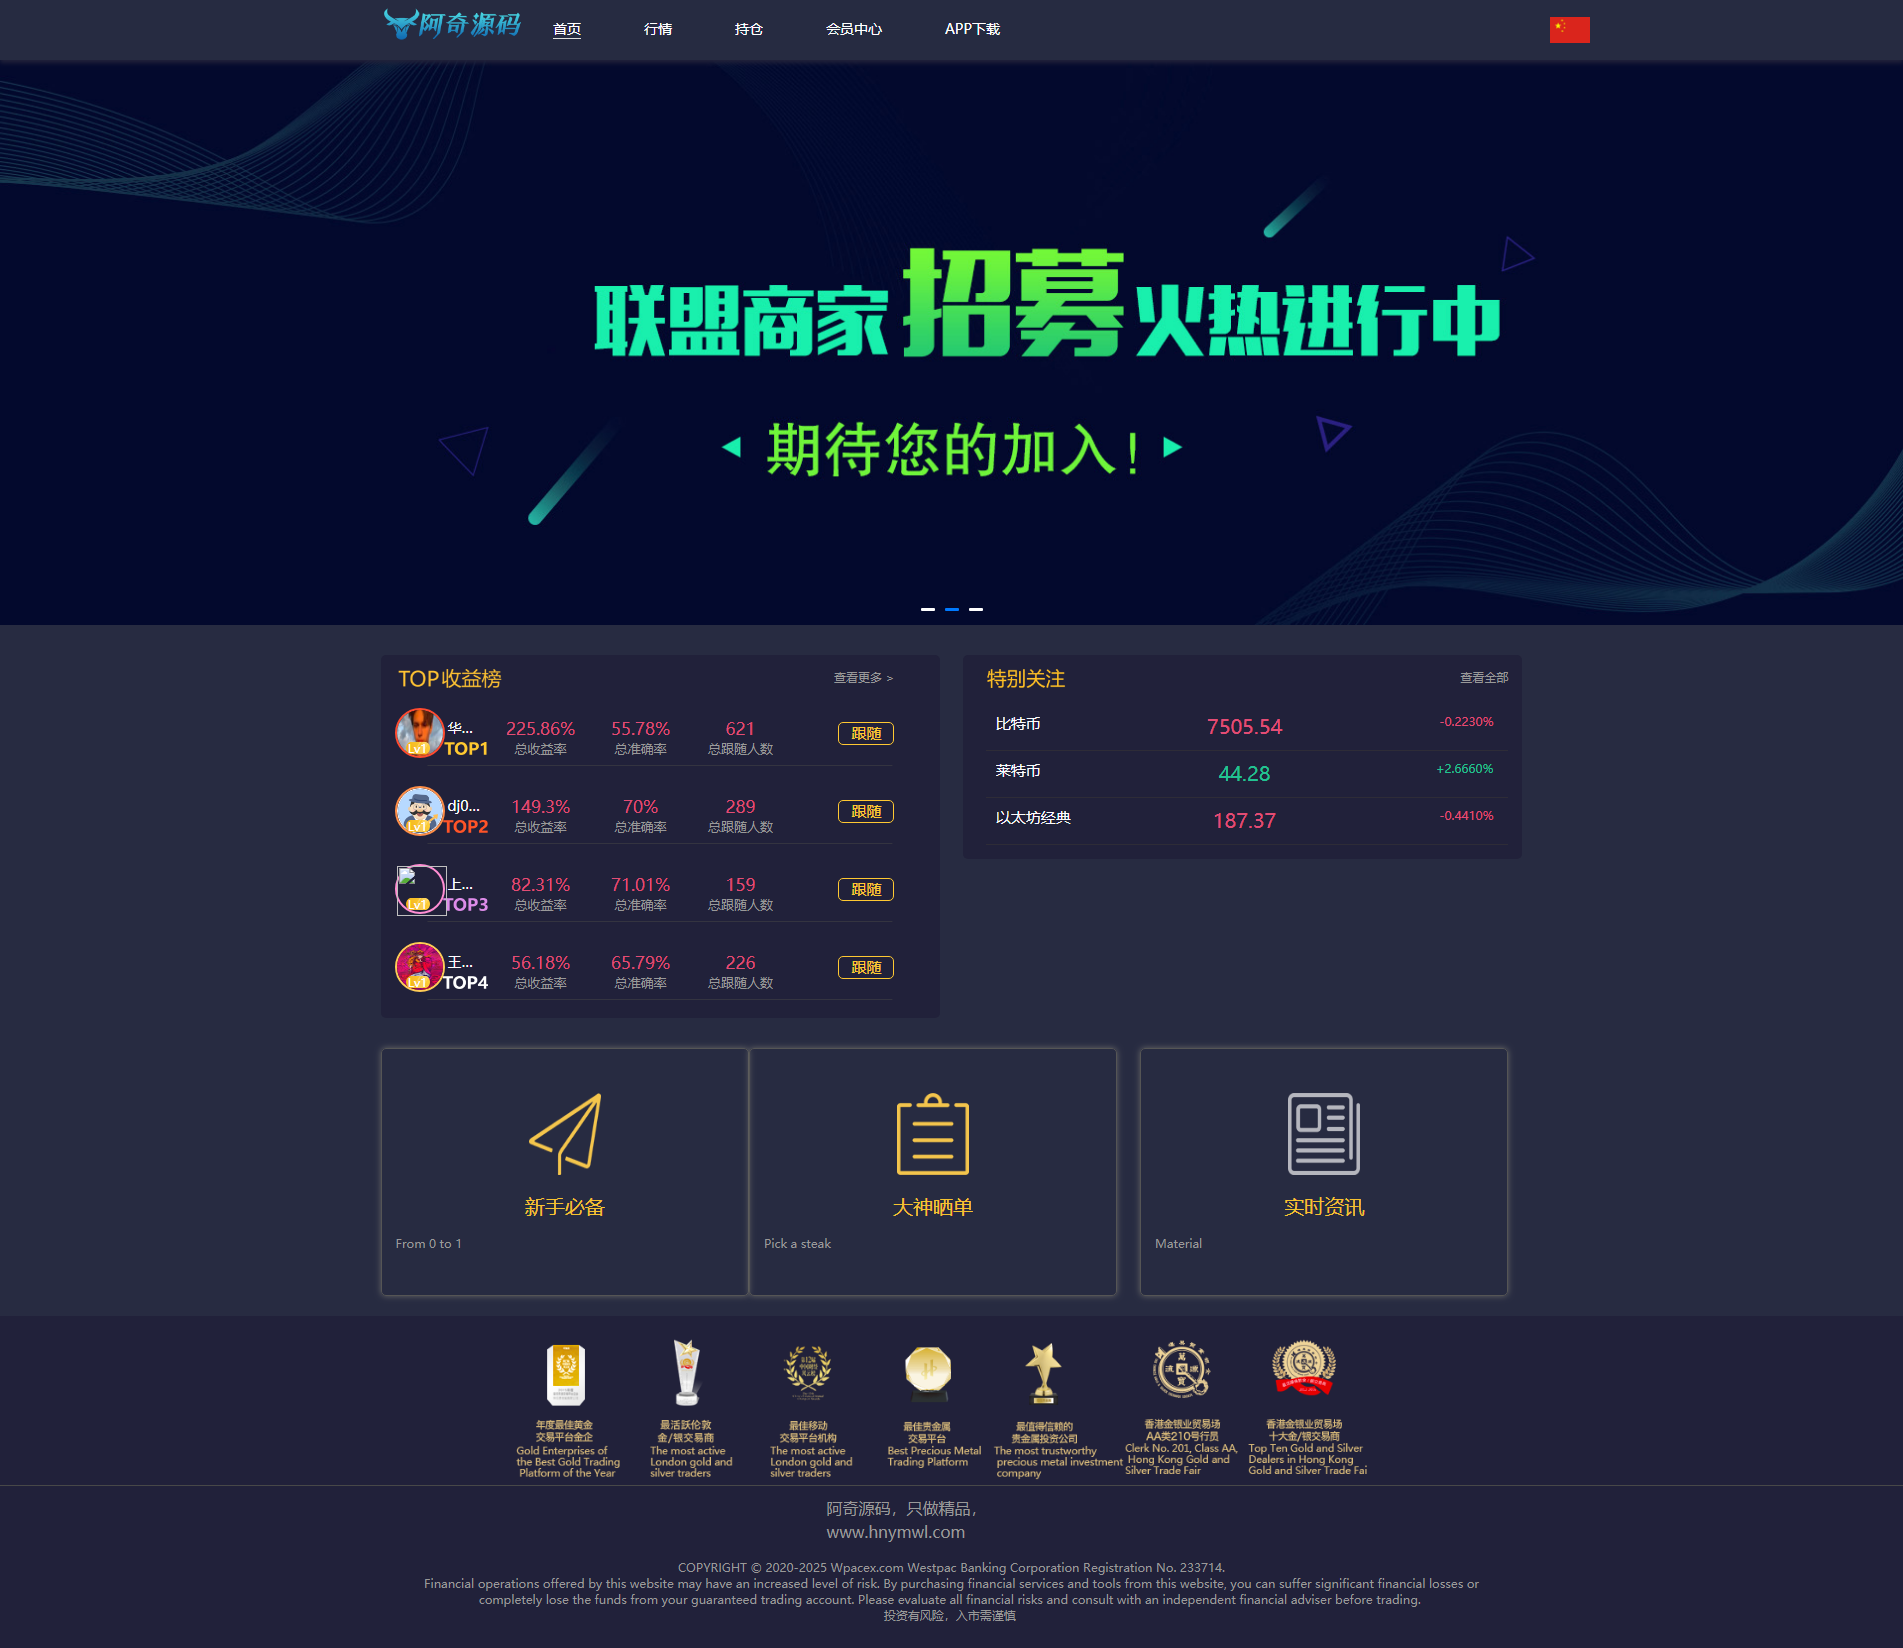 阿奇源码
首页
行情
持仓
会员中心
APP下载
联盟商家招募火热进行中
期待您的加入!
TOP收益榜
查看更多 >
华...
Lv1
TOP1
225.86%
总收益率
55.78%
总准确率
621
总跟随人数
跟随
dj0...
Lv1
TOP2
149.3%
总收益率
70%
总准确率
289
总跟随人数
跟随
上...
Lv1
TOP3
82.31%
总收益率
71.01%
总准确率
159
总跟随人数
跟随
王...
Lv1
TOP4
56.18%
总收益率
65.79%
总准确率
226
总跟随人数
跟随
特别关注
查看全部
比特币
7505.54
-0.2230%
莱特币
44.28
+2.6660%
以太坊经典
187.37
-0.4410%
新手必备
From 0 to 1
大神晒单
Pick a steak
实时资讯
Material
年度最佳黄金
交易平台金企
Gold Enterprises of
the Best Gold Trading
Platform of the Year
最活跃伦敦
金/银交易商
The most active
London gold and
silver traders
最佳移动
交易平台机构
The most active
London gold and
silver traders
最佳贵金属
交易平台
Best Precious Metal
Trading Platform
最值得信赖的
贵金属投资公司
The most trustworthy
precious metal investment
company
香港金银业贸易场
AA类210号行员
Clerk No. 201, Class AA,
Hong Kong Gold and
Silver Trade Fair
香港金银业贸易场
十大金/银交易商
Top Ten Gold and Silver
Dealers in Hong Kong
Gold and Silver Trade Fai
阿奇源码，只做精品，
www.hnymwl.com
COPYRIGHT © 2020-2025 Wpacex.com Westpac Banking Corporation Registration No. 233714.
Financial operations offered by this website may have an increased level of risk. By purchasing financial services and tools from this website, you can suffer significant financial losses or
completely lose the funds from your guaranteed trading account. Please evaluate all financial risks and consult with an independent financial adviser before trading.
投资有风险，入市需谨慎